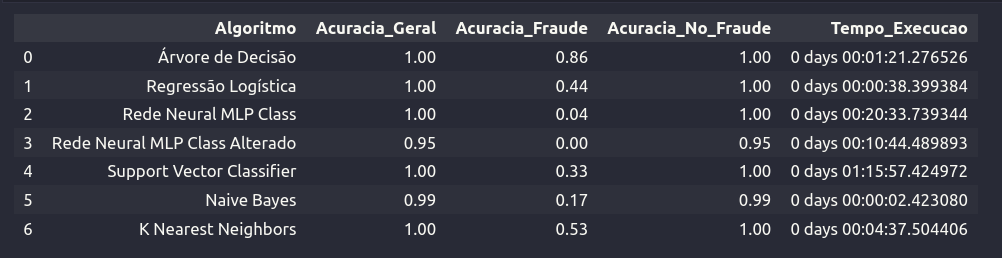 Algoritmo Acuracia_Geral Acuracia_Fraude Acuracia_No_Fraude Tempo_Execucao
0 Árvore de Decisão 1.00 0.86 1.00 0 days 00:01:21.276526
1 Regressão Logística 1.00 0.44 1.00 0 days 00:00:38.399384
2 Rede Neural MLP Class 1.00 0.04 1.00 0 days 00:20:33.739344
3 Rede Neural MLP Class Alterado 0.95 0.00 0.95 0 days 00:10:44.489893
4 Support Vector Classifier 1.00 0.33 1.00 0 days 01:15:57.424972
5 Naive Bayes 0.99 0.17 0.99 0 days 00:00:02.423080
6 K Nearest Neighbors 1.00 0.53 1.00 0 days 00:04:37.504406